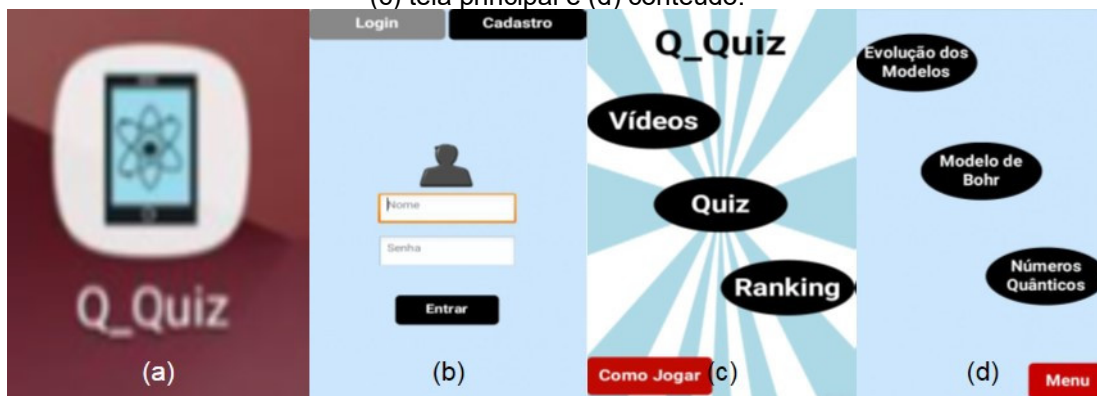 (c) tela principal e (d) conteúdo.
Q_Quiz
(a)
Login Cadastro
Nome
Senha
Entrar
(b)
Q_Quiz
Vídeos
Quiz
Ranking
Como Jogar
(c)
Evolução dos
Modelos
Modelo de
Bohr
Números
Quânticos
(d)
Menu